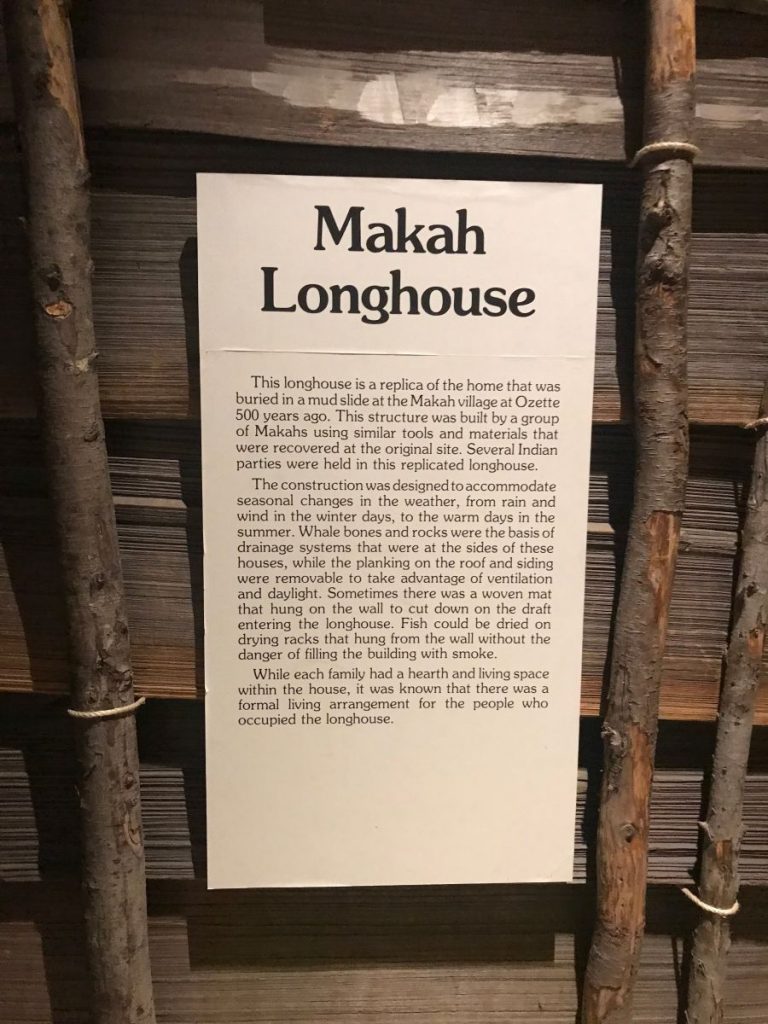 Makah
Longhouse
This longhouse is a replica of the home that was
buried in a mud slide at the Makah village at Ozette
500 years ago. This structure was built by a group
of Makahs using similar tools and materials that
were recovered at the original site. Several Indian
parties were held in this replicated longhouse.
The construction was designed to accommodate
seasonal changes in the weather, from rain and
wind in the winter days, to the warm days in the
summer. Whale bones and rocks were the basis of
drainage systems that were at the sides of these
houses, while the planking on the roof and siding
were removable to take advantage of ventilation
and daylight. Sometimes there was a woven mat
that hung on the wall to cut down on the draft
entering the longhouse. Fish could be dried on
drying racks that hung from the wall without the
danger of filling the building with smoke.
While each family had a hearth and living space
within the house, it was known that there was a
formal living arrangement for the people who
occupied the longhouse.